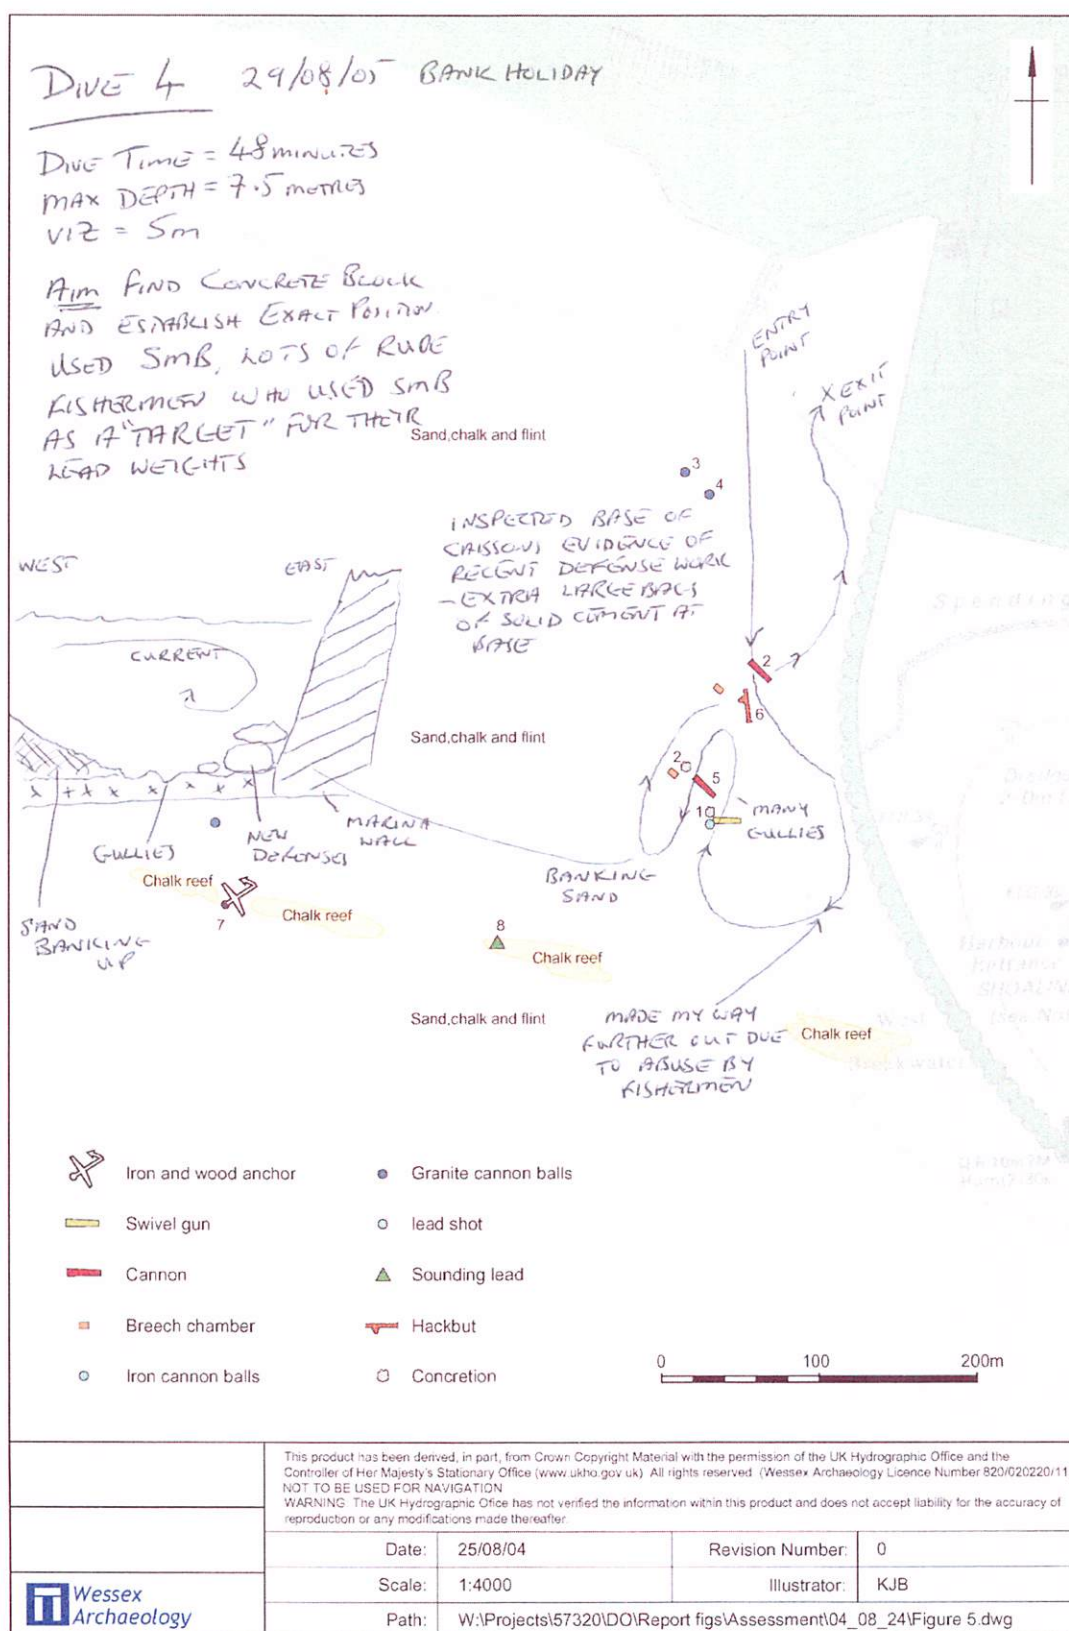 DIVE 4 29/08/05 BANK HOLIDAY
DIVE TIME = 48 MINUTES
MAX DEPTH = 7.5 METRES
VIZ = 5m
AIM FIND CONCRETE BLOCK
AND ESTABLISH EXACT POSITION.
USED SMB, LOTS OF RUDE
FISHERMEN WHO USED SMB
AS A "TARGET" FOR THEIR
LEAD WEIGHTS
Sand,chalk and flint
ENTRY
POINT
X EXIT
POINT
3
4
INSPECTED BASE OF
CAISSONS EVIDENCE OF
RECENT DEFENSE WORK
- EXTRA LARGE BAGS
OF SOLID CEMENT AT
BASE
WEST
EAST
CURRENT
Spending
2
6
Sand,chalk and flint
2
5
1
MANY
GULLIES
GULLIES
NEW
DEFENSES
MARINA
WALL
BANKING
SAND
SAND
BANKING
UP
Chalk reef
7
Chalk reef
8
Chalk reef
Harbour
Entrance
SHOALING
(see Note
West
Breakwater
Sand,chalk and flint
MADE MY WAY
FURTHER OUT DUE
TO ABUSE BY
FISHERMEN
Chalk reef
Iron and wood anchor
Granite cannon balls
Swivel gun
lead shot
Cannon
Sounding lead
Breech chamber
Hackbut
Iron cannon balls
Concretion
0 100 200m
This product has been derived, in part, from Crown Copyright Material with the permission of the UK Hydrographic Office and the
Controller of Her Majesty's Stationary Office (www.ukho.gov.uk) All rights reserved. (Wessex Archaeology Licence Number 820/020220/11
NOT TO BE USED FOR NAVIGATION
WARNING: The UK Hydrographic Ofice has not verified the information within this product and does not accept liability for the accuracy of
reproduction or any modifications made thereafter.
Date: 25/08/04 Revision Number: 0
Scale: 1:4000 Illustrator: KJB
Path: W:\Projects\57320\DO\Report figs\Assessment\04_08_24\Figure 5.dwg
Wessex
Archaeology